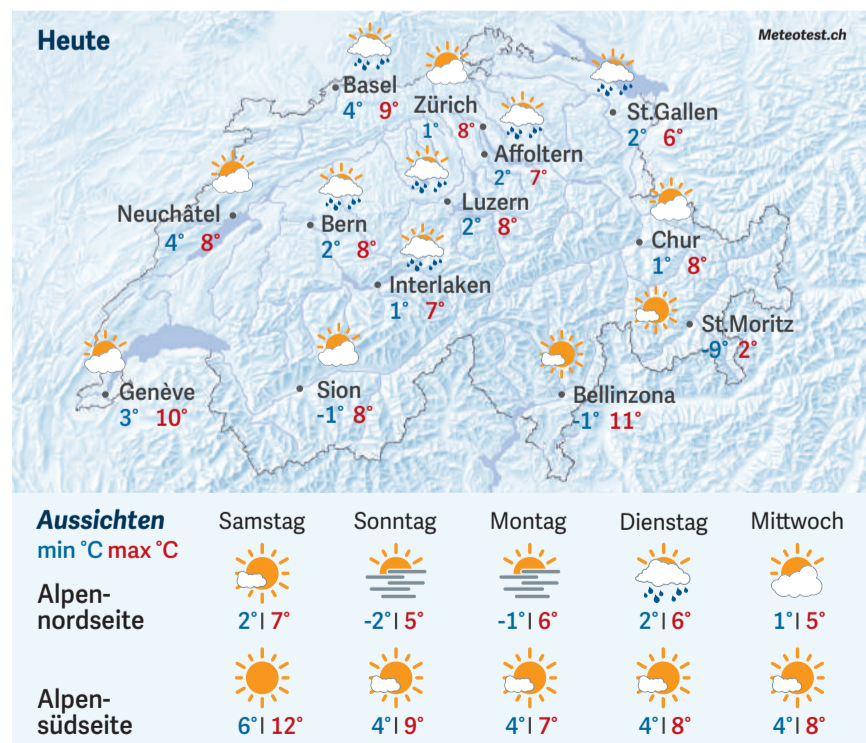 Heute
Meteotest.ch
Basel
4° 9°
Zürich
1° 8°
St.Gallen
2° 6°
Affoltern
2° 7°
Neuchâtel
4° 8°
Bern
2° 8°
Luzern
2° 8°
Chur
1° 8°
Interlaken
1° 7°
St.Moritz
-9° 2°
Genève
3° 10°
Sion
-1° 8°
Bellinzona
-1° 11°
Aussichten
min °C max °C
Samstag Sonntag Montag Dienstag Mittwoch
Alpen-
nordseite
2°| 7° -2°| 5° -1°| 6° 2°| 6° 1°| 5°
Alpen-
südseite
6°| 12° 4°| 9° 4°| 7° 4°| 8° 4°| 8°